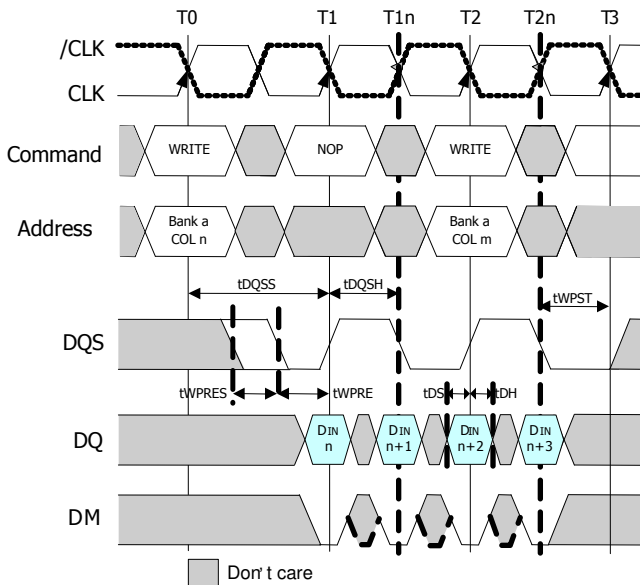 T0 T1 T1n T2 T2n T3
/CLK
CLK
Command WRITE NOP WRITE
Address Bank a COL n Bank a COL m
tDQSS tDQSH tWPST
DQS
tWPRES tWPRE tDS tDH
DQ DIN n DIN n+1 DIN n+2 DIN n+3
DM
Don't care